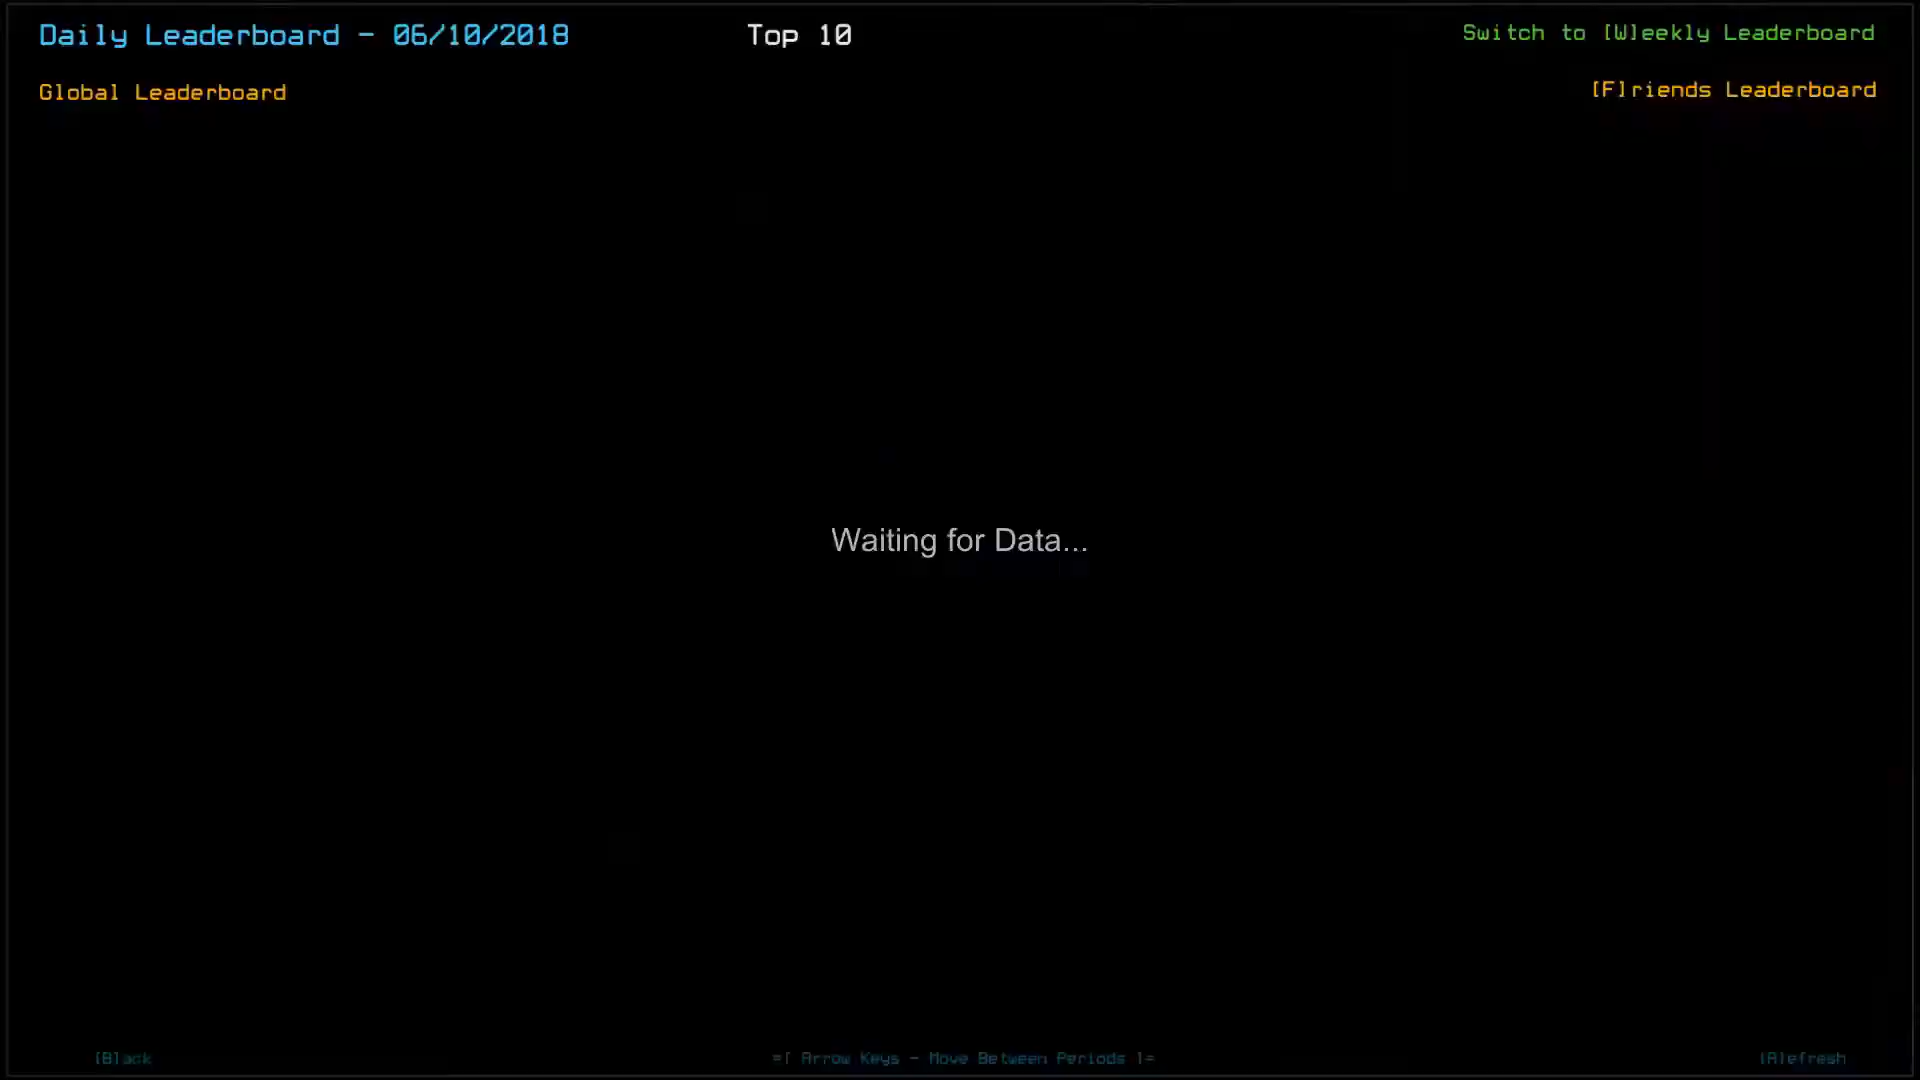 Daily Leaderboard - 06/10/2018
Top 10
Switch to [W]eekly Leaderboard
Global Leaderboard
[F]riends Leaderboard
Waiting for Data...
[B]ack
=[ Arrow Keys - Move Between Periods ]=
[R]efresh